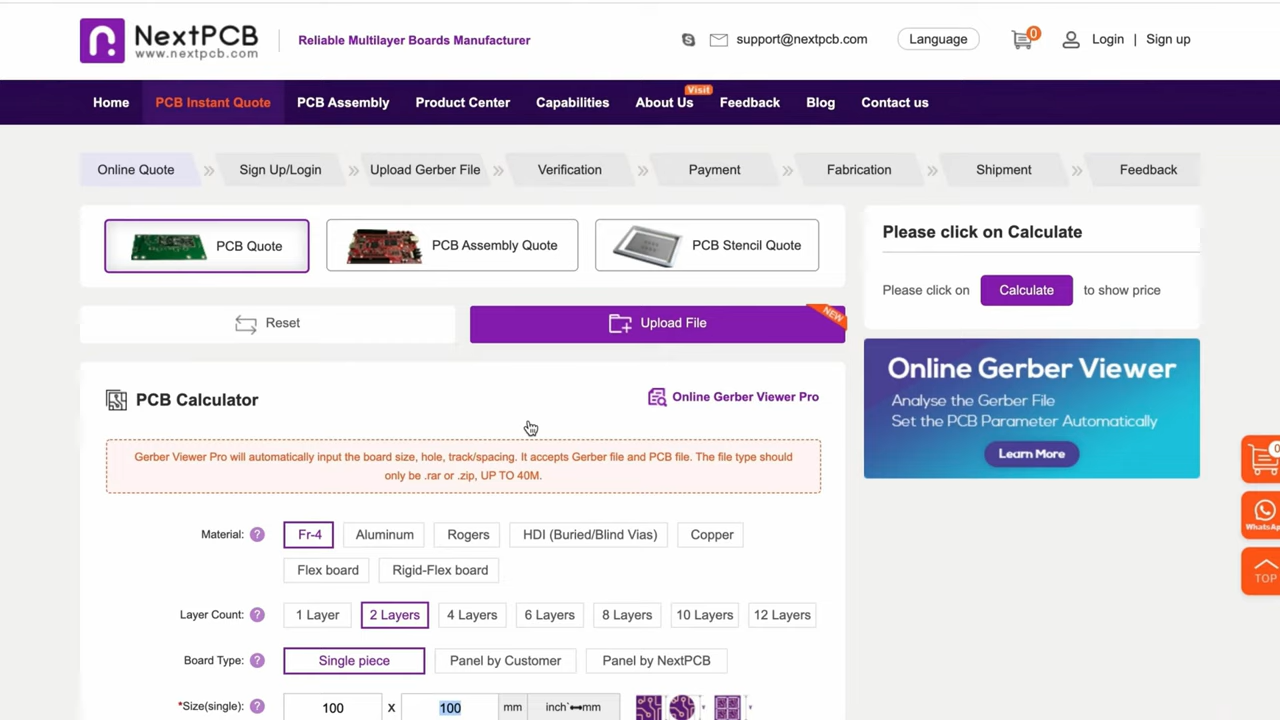 NextPCB
www.nextpcb.com
Reliable Multilayer Boards Manufacturer
support@nextpcb.com
Language
0
Login | Sign up
Home
PCB Instant Quote
PCB Assembly
Product Center
Capabilities
About Us
Visit
Feedback
Blog
Contact us
Online Quote
Sign Up/Login
Upload Gerber File
Verification
Payment
Fabrication
Shipment
Feedback
PCB Quote
PCB Assembly Quote
PCB Stencil Quote
Please click on Calculate
Please click on Calculate to show price
Reset
Upload File
NEW
Online Gerber Viewer
Analyse the Gerber File
Set the PCB Parameter Automatically
Learn More
PCB Calculator
Online Gerber Viewer Pro
Gerber Viewer Pro will automatically input the board size, hole, track/spacing. It accepts Gerber file and PCB file. The file type should
only be .rar or .zip, UP TO 40M.
0
WhatsAp
TOP
Material: ? Fr-4 Aluminum Rogers HDI (Buried/Blind Vias) Copper
Flex board Rigid-Flex board
Layer Count: ? 1 Layer 2 Layers 4 Layers 6 Layers 8 Layers 10 Layers 12 Layers
Board Type: ? Single piece Panel by Customer Panel by NextPCB
*Size(single): ? 100 x 100 mm inch⟷mm